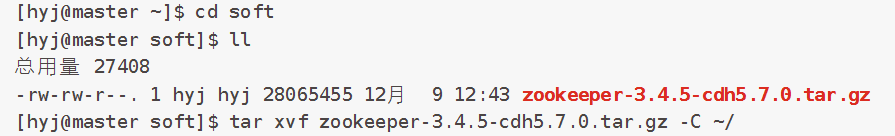 [hyj@master ~]$ cd soft
[hyj@master soft]$ ll
总用量 27408
-rw-rw-r--. 1 hyj hyj 28065455 12月  9 12:43 zookeeper-3.4.5-cdh5.7.0.tar.gz
[hyj@master soft]$ tar xvf zookeeper-3.4.5-cdh5.7.0.tar.gz -C ~/